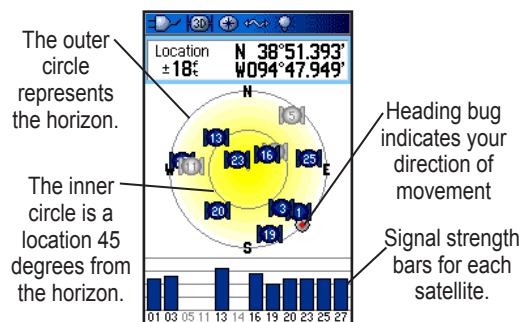 The outer
circle
represents
the horizon.
The inner
circle is a
location 45
degrees from
the horizon.
3D
Location
±18ft
N 38°51.393'
W094°47.949'
N
5
13
16
23
11
W
25
E
20
3
1
19
S
01 03 05 11 13 14 16 19 20 23 25 27
Heading bug
indicates your
direction of
movement
Signal strength
bars for each
satellite.